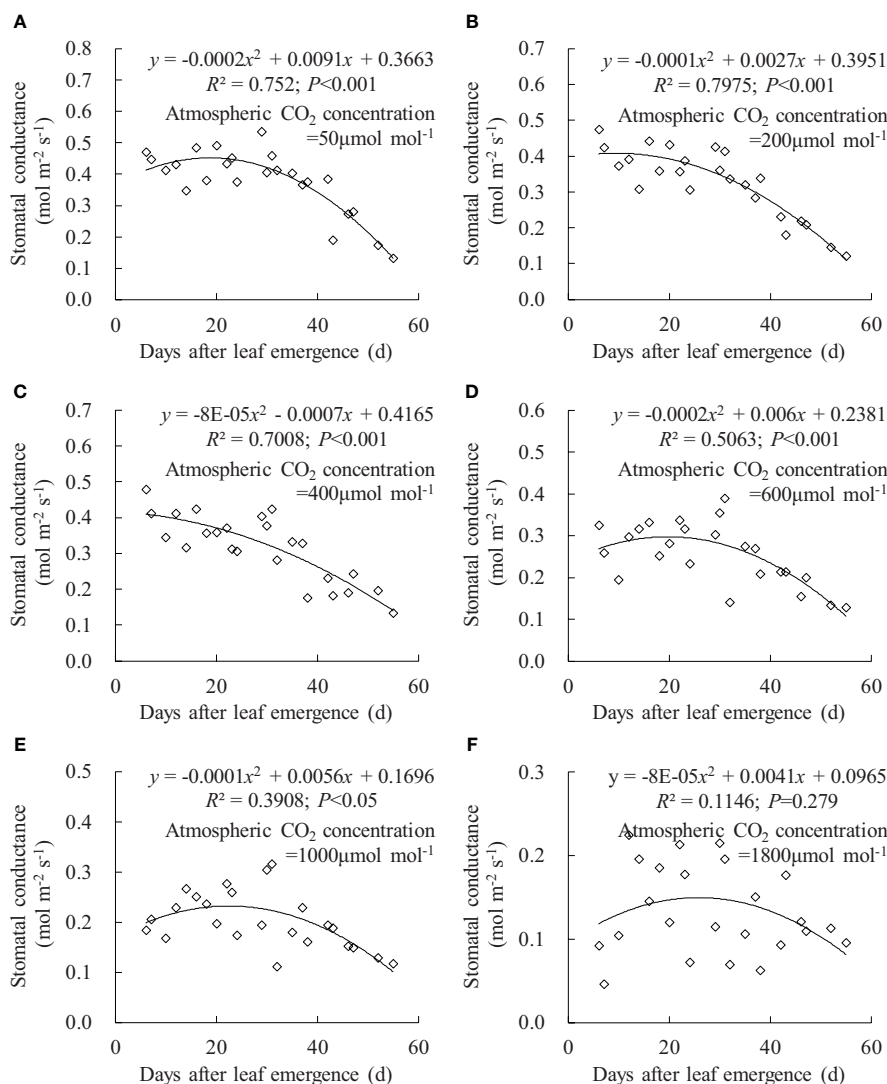 A
y = -0.0002x² + 0.0091x + 0.3663
R² = 0.752; P<0.001
Atmospheric CO₂ concentration
=50μmol mol⁻¹
Stomatal conductance
(mol m⁻² s⁻¹)
0.8
0.7
0.6
0.5
0.4
0.3
0.2
0.1
0.0
0 20 40 60
Days after leaf emergence (d)
B
y = -0.0001x² + 0.0027x + 0.3951
R² = 0.7975; P<0.001
Atmospheric CO₂ concentration
=200μmol mol⁻¹
Stomatal conductance
(mol m⁻² s⁻¹)
0.7
0.6
0.5
0.4
0.3
0.2
0.1
0.0
0 20 40 60
Days after leaf emergence (d)
C
y = -8E-05x² - 0.0007x + 0.4165
R² = 0.7008; P<0.001
Atmospheric CO₂ concentration
=400μmol mol⁻¹
Stomatal conductance
(mol m⁻² s⁻¹)
0.7
0.6
0.5
0.4
0.3
0.2
0.1
0.0
0 20 40 60
Days after leaf emergence (d)
D
y = -0.0002x² + 0.006x + 0.2381
R² = 0.5063; P<0.001
Atmospheric CO₂ concentration
=600μmol mol⁻¹
Stomatal conductance
(mol m⁻² s⁻¹)
0.6
0.5
0.4
0.3
0.2
0.1
0.0
0 20 40 60
Days after leaf emergence (d)
E
y = -0.0001x² + 0.0056x + 0.1696
R² = 0.3908; P<0.05
Atmospheric CO₂ concentration
=1000μmol mol⁻¹
Stomatal conductance
(mol m⁻² s⁻¹)
0.5
0.4
0.3
0.2
0.1
0.0
0 20 40 60
Days after leaf emergence (d)
F
y = -8E-05x² + 0.0041x + 0.0965
R² = 0.1146; P=0.279
Atmospheric CO₂ concentration
=1800μmol mol⁻¹
Stomatal conductance
(mol m⁻² s⁻¹)
0.3
0.2
0.1
0.0
0 20 40 60
Days after leaf emergence (d)